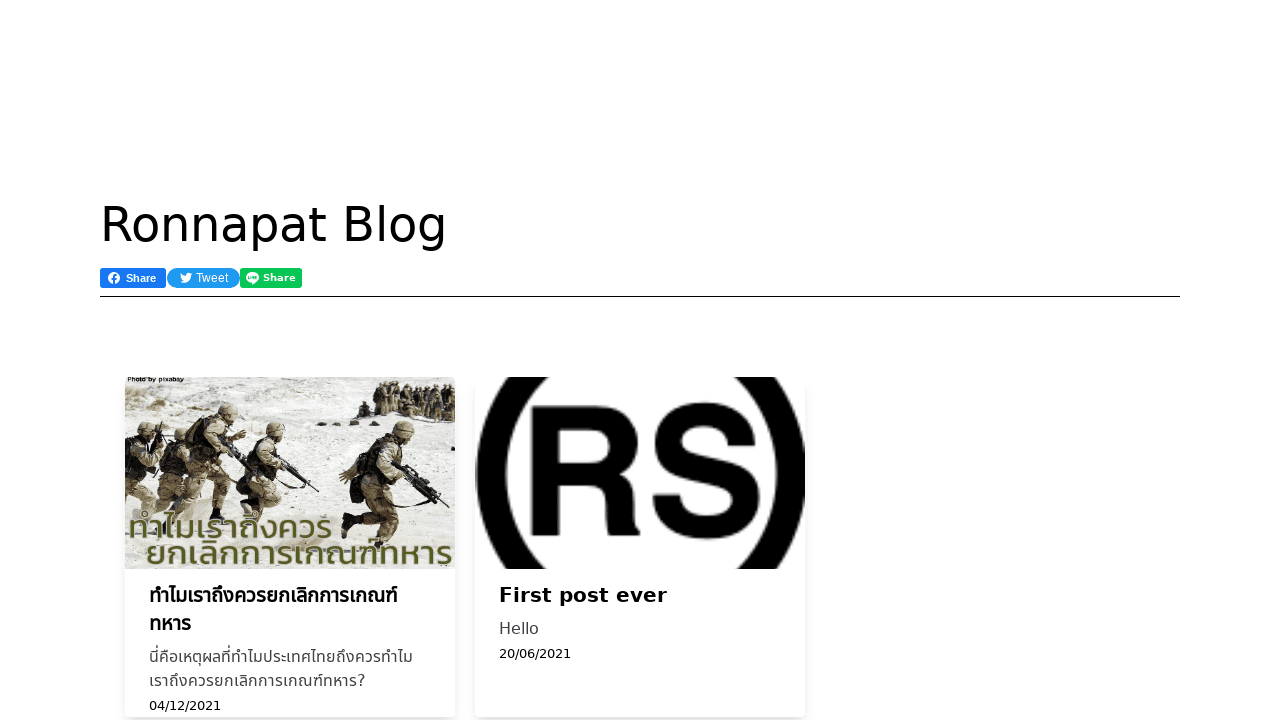 Ronnapat Blog
Share
Tweet
Share
Photo by pixabay
ทำไมเราถึงควร
ยกเลิกการเกณฑ์ทหาร
(RS)
ทำไมเราถึงควรยกเลิกการเกณฑ์
ทหาร
นี่คือเหตุผลที่ทำไมประเทศไทยถึงควรทำไม
เราถึงควรยกเลิกการเกณฑ์ทหาร?
04/12/2021
First post ever
Hello
20/06/2021